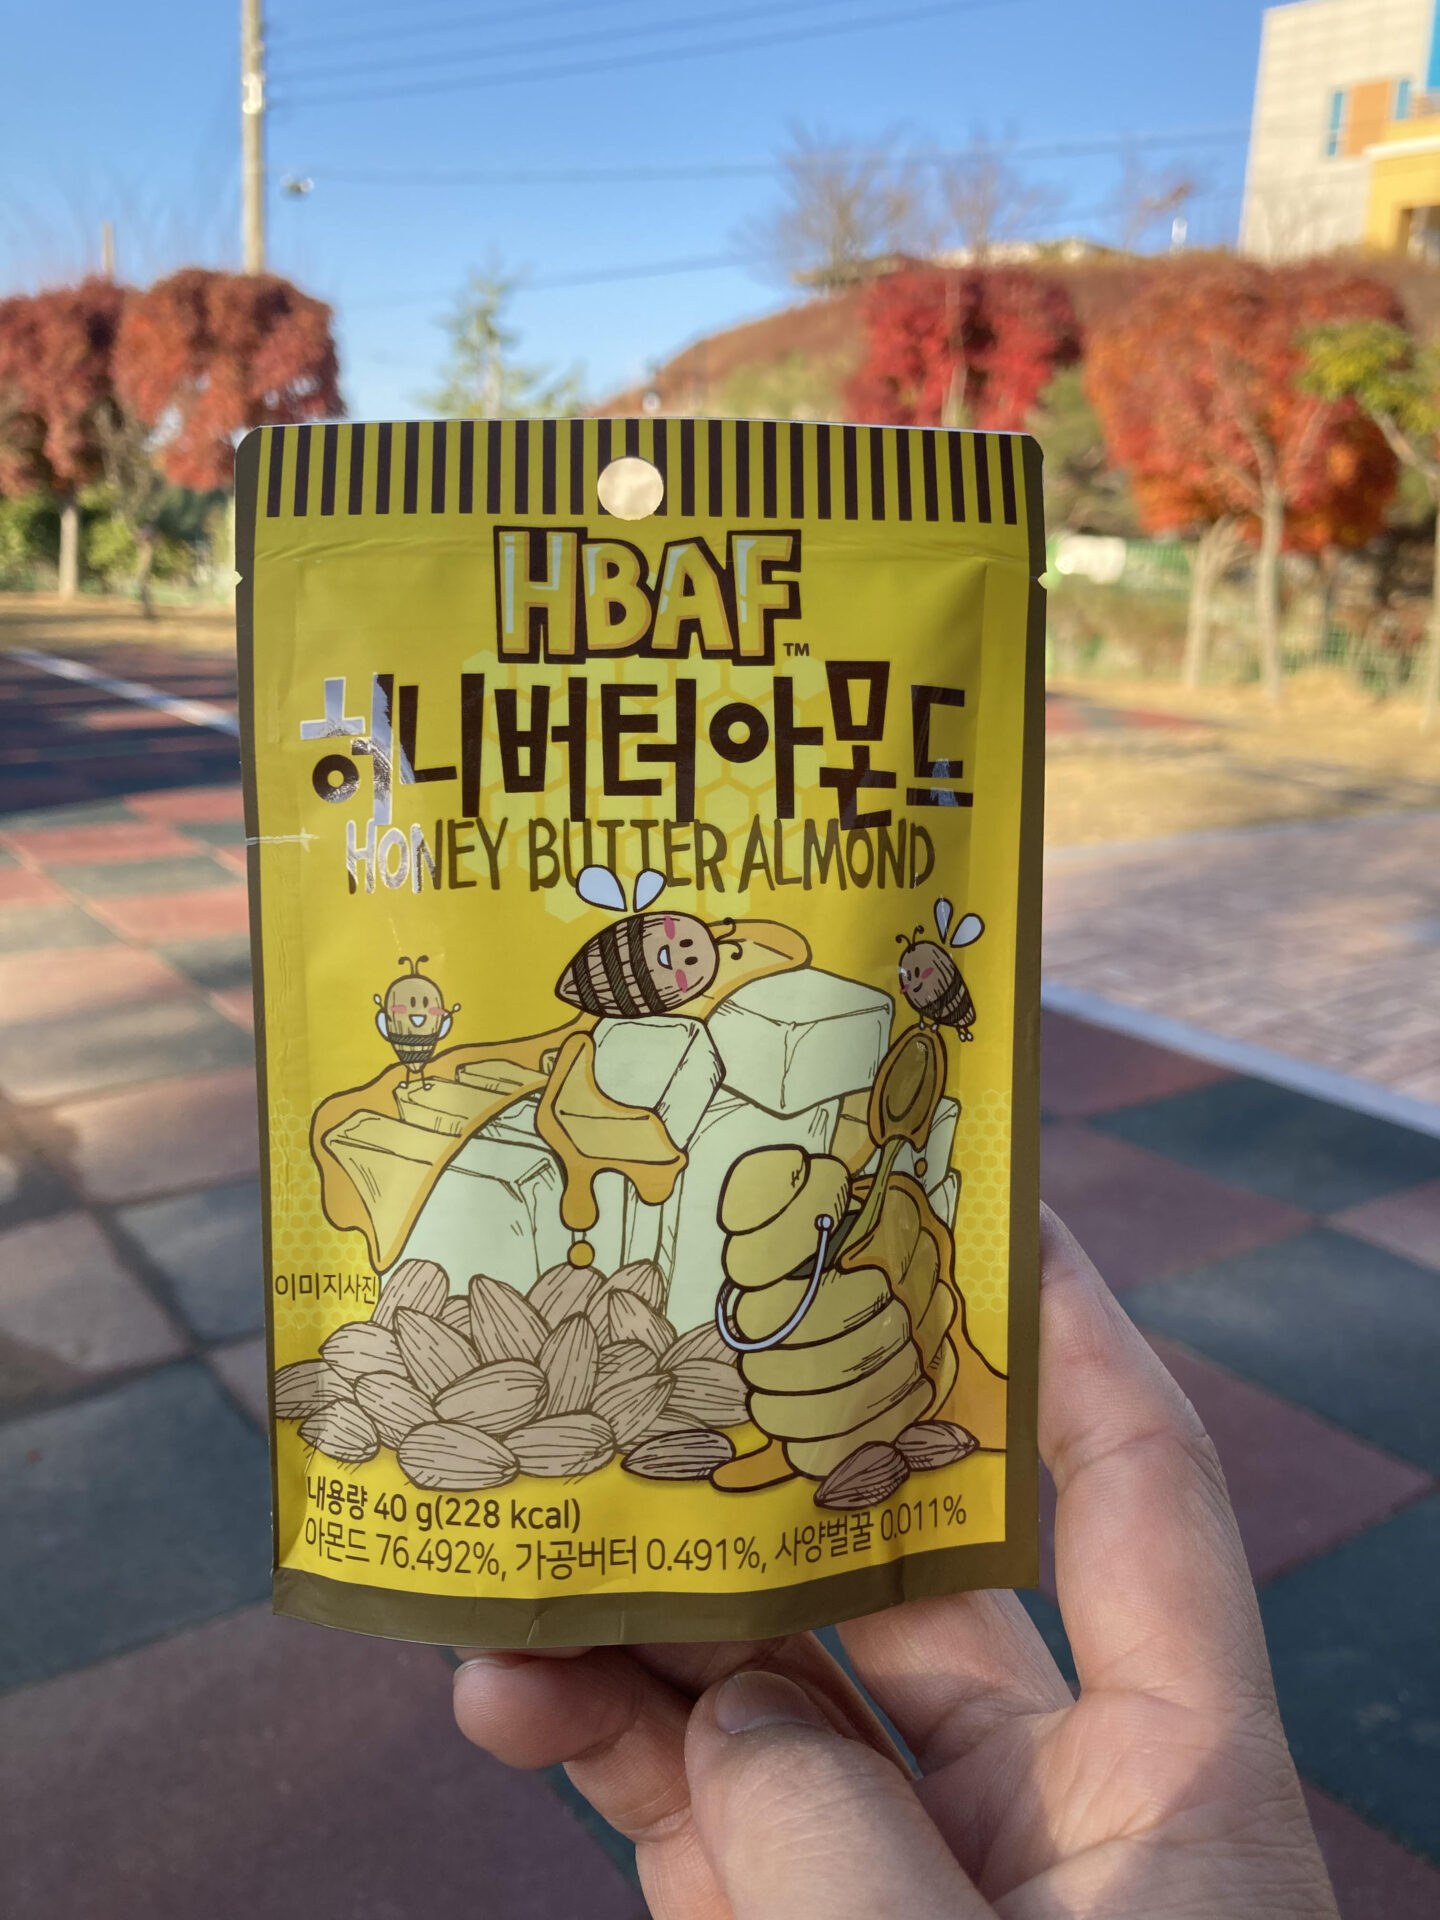 HBAF™
허니버터아몬드
HONEY BUTTER ALMOND
이미지사진
내용량 40 g(228 kcal)
아몬드 76.492%, 가공버터 0.491%, 사양벌꿀 0.011%